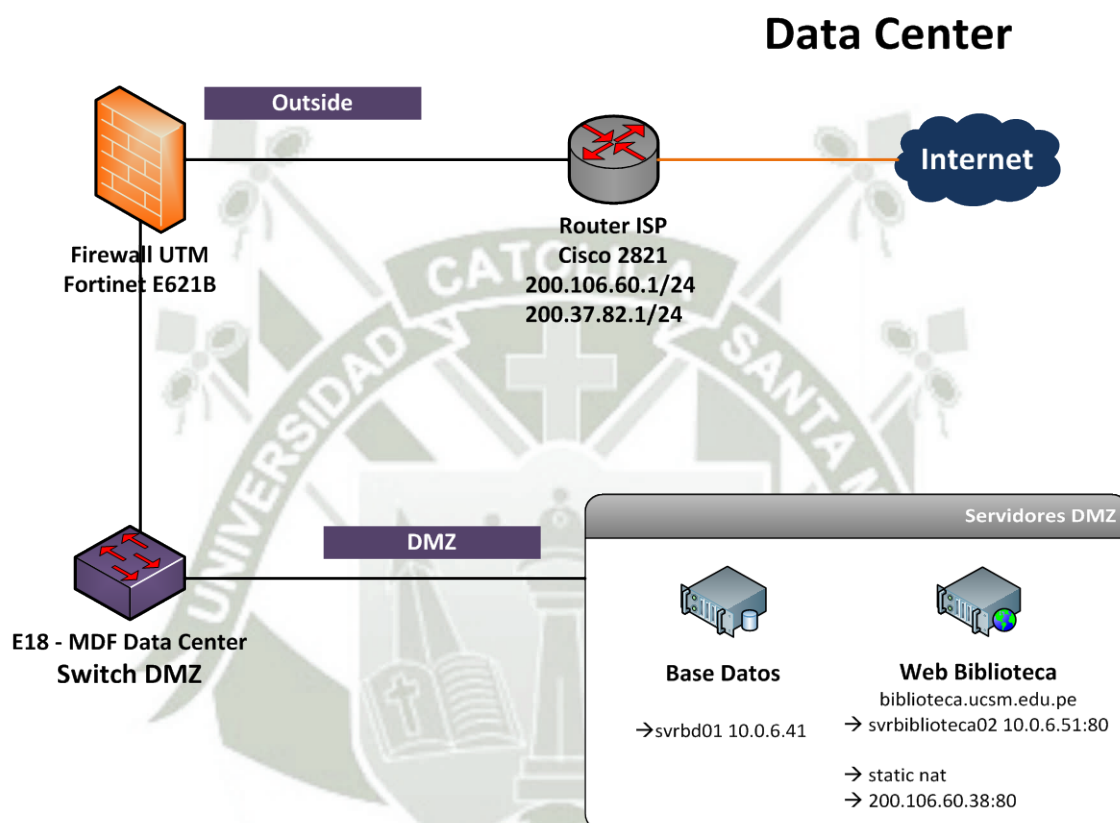 Data Center
Outside
Internet
Firewall UTM
Fortinet E621B
Router ISP
Cisco 2821
200.106.60.1/24
200.37.82.1/24
UNIVERSIDAD
CATOLICA
SANTA
DMZ
Servidores DMZ
E18 - MDF Data Center
Switch DMZ
Base Datos
→svrbd01 10.0.6.41
Web Biblioteca
biblioteca.ucsm.edu.pe
→ svrbiblioteca02 10.0.6.51:80
→ static nat
→ 200.106.60.38:80